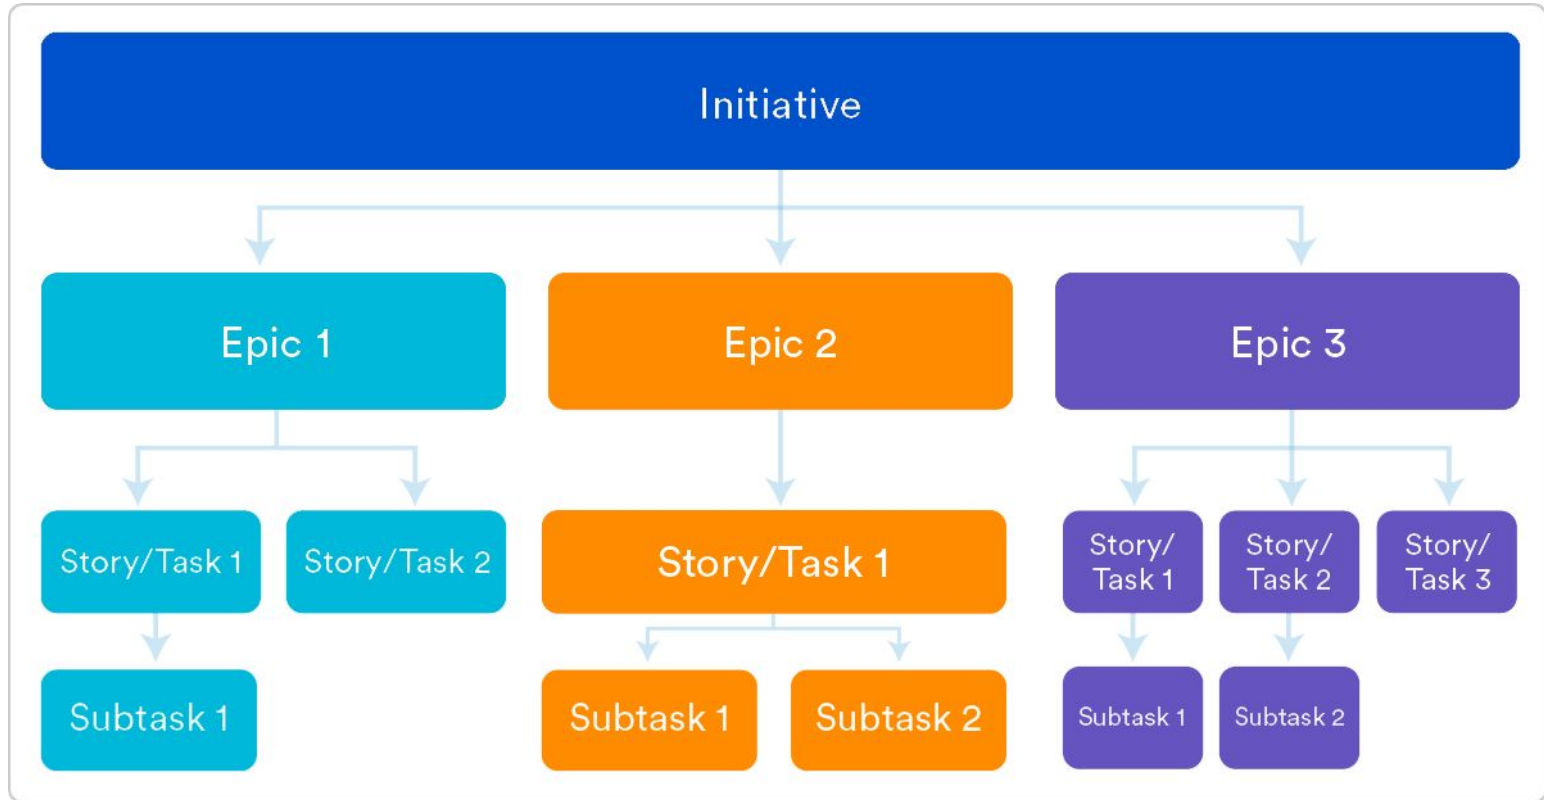 Initiative
Epic 1
Epic 2
Epic 3
Story/Task 1
Story/Task 2
Story/Task 1
Story/
Task 1
Story/
Task 2
Story/
Task 3
Subtask 1
Subtask 1
Subtask 2
Subtask 1
Subtask 2